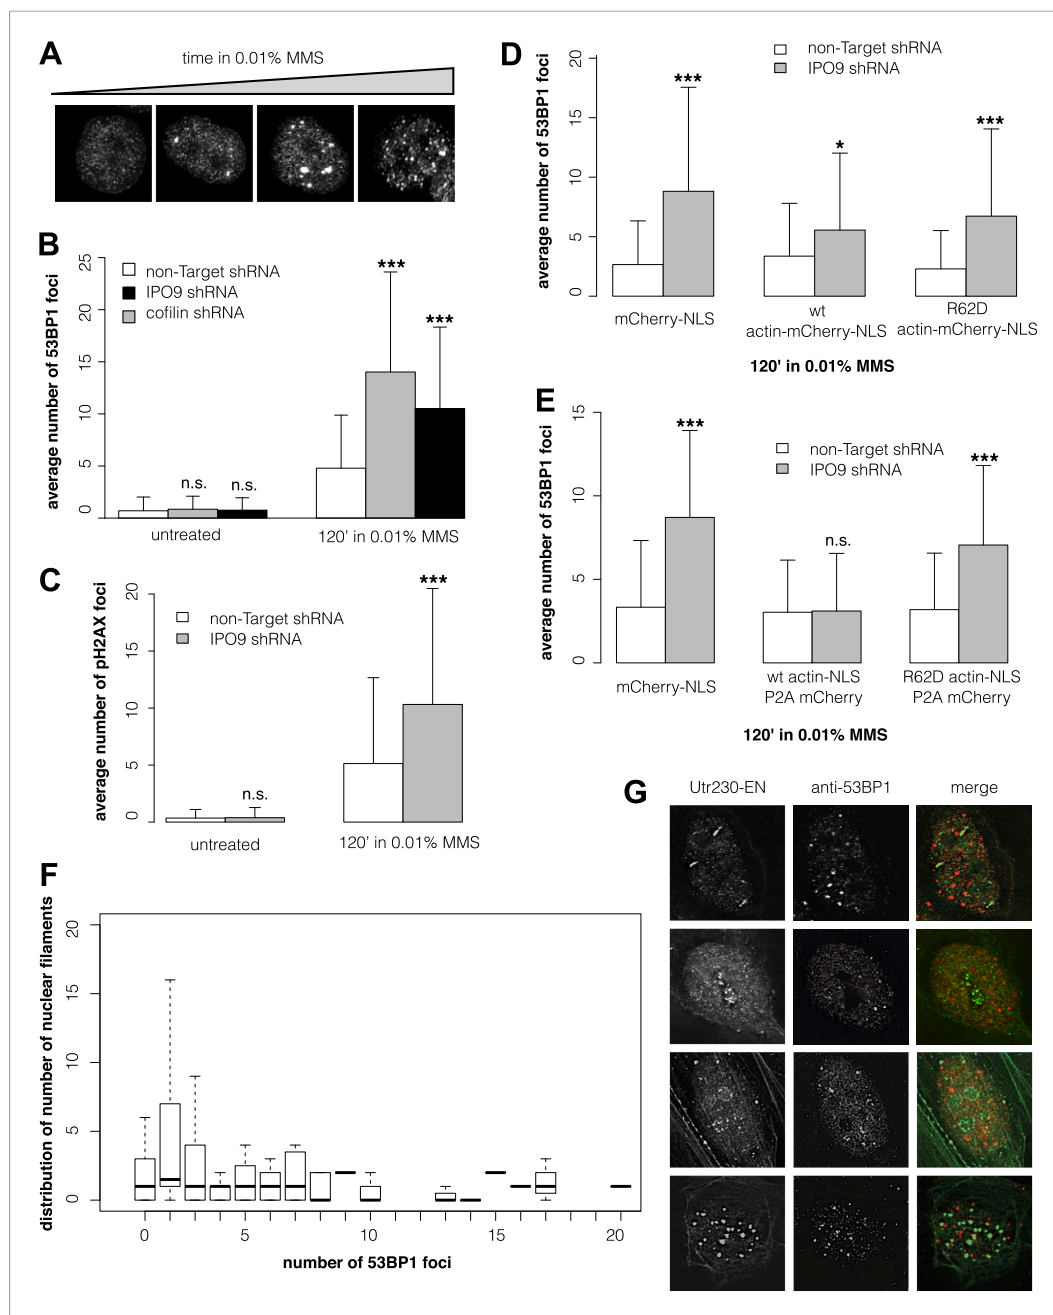 A
time in 0.01% MMS
B
average number of 53BP1 foci
0
5
10
15
20
25
non-Target shRNA
IPO9 shRNA
cofilin shRNA
n.s.
n.s.
***
***
untreated
120' in 0.01% MMS
C
average number of pH2AX foci
0
5
10
15
20
non-Target shRNA
IPO9 shRNA
n.s.
***
untreated
120' in 0.01% MMS
D
average number of 53BP1 foci
0
5
10
15
20
non-Target shRNA
IPO9 shRNA
***
*
***
mCherry-NLS
wt
actin-mCherry-NLS
R62D
actin-mCherry-NLS
120' in 0.01% MMS
E
average number of 53BP1 foci
0
5
10
15
non-Target shRNA
IPO9 shRNA
***
n.s.
***
mCherry-NLS
wt actin-NLS
P2A mCherry
R62D actin-NLS
P2A mCherry
120' in 0.01% MMS
F
distribution of number of nuclear filaments
0
5
10
15
20
0
5
10
15
20
number of 53BP1 foci
G
Utr230-EN
anti-53BP1
merge